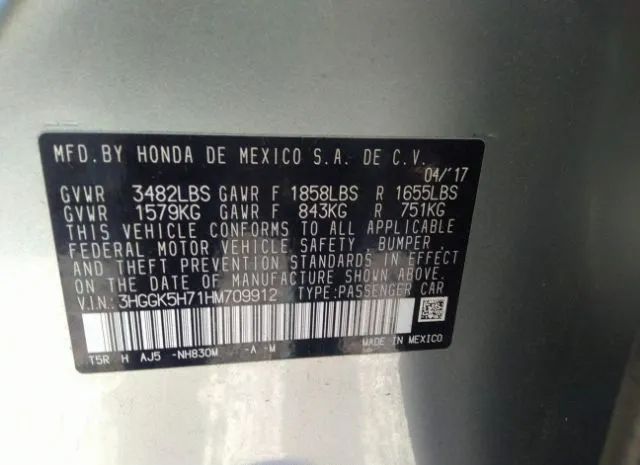 MFD. BY HONDA DE MEXICO S.A. DE C.V.
04/'17
GVWR 3482LBS GAWR F 1858LBS R 1655LBS
GVWR 1579KG GAWR F 843KG R 751KG
THIS VEHICLE CONFORMS TO ALL APPLICABLE
FEDERAL MOTOR VEHICLE SAFETY, BUMPER,
AND THEFT PREVENTION STANDARDS IN EFFECT
ON THE DATE OF MANUFACTURE SHOWN ABOVE.
V.I.N.: 3HGGK5H71HM709912 TYPE:PASSENGER CAR
T5R H AJ5 -NH830M -A -M MADE IN MEXICO